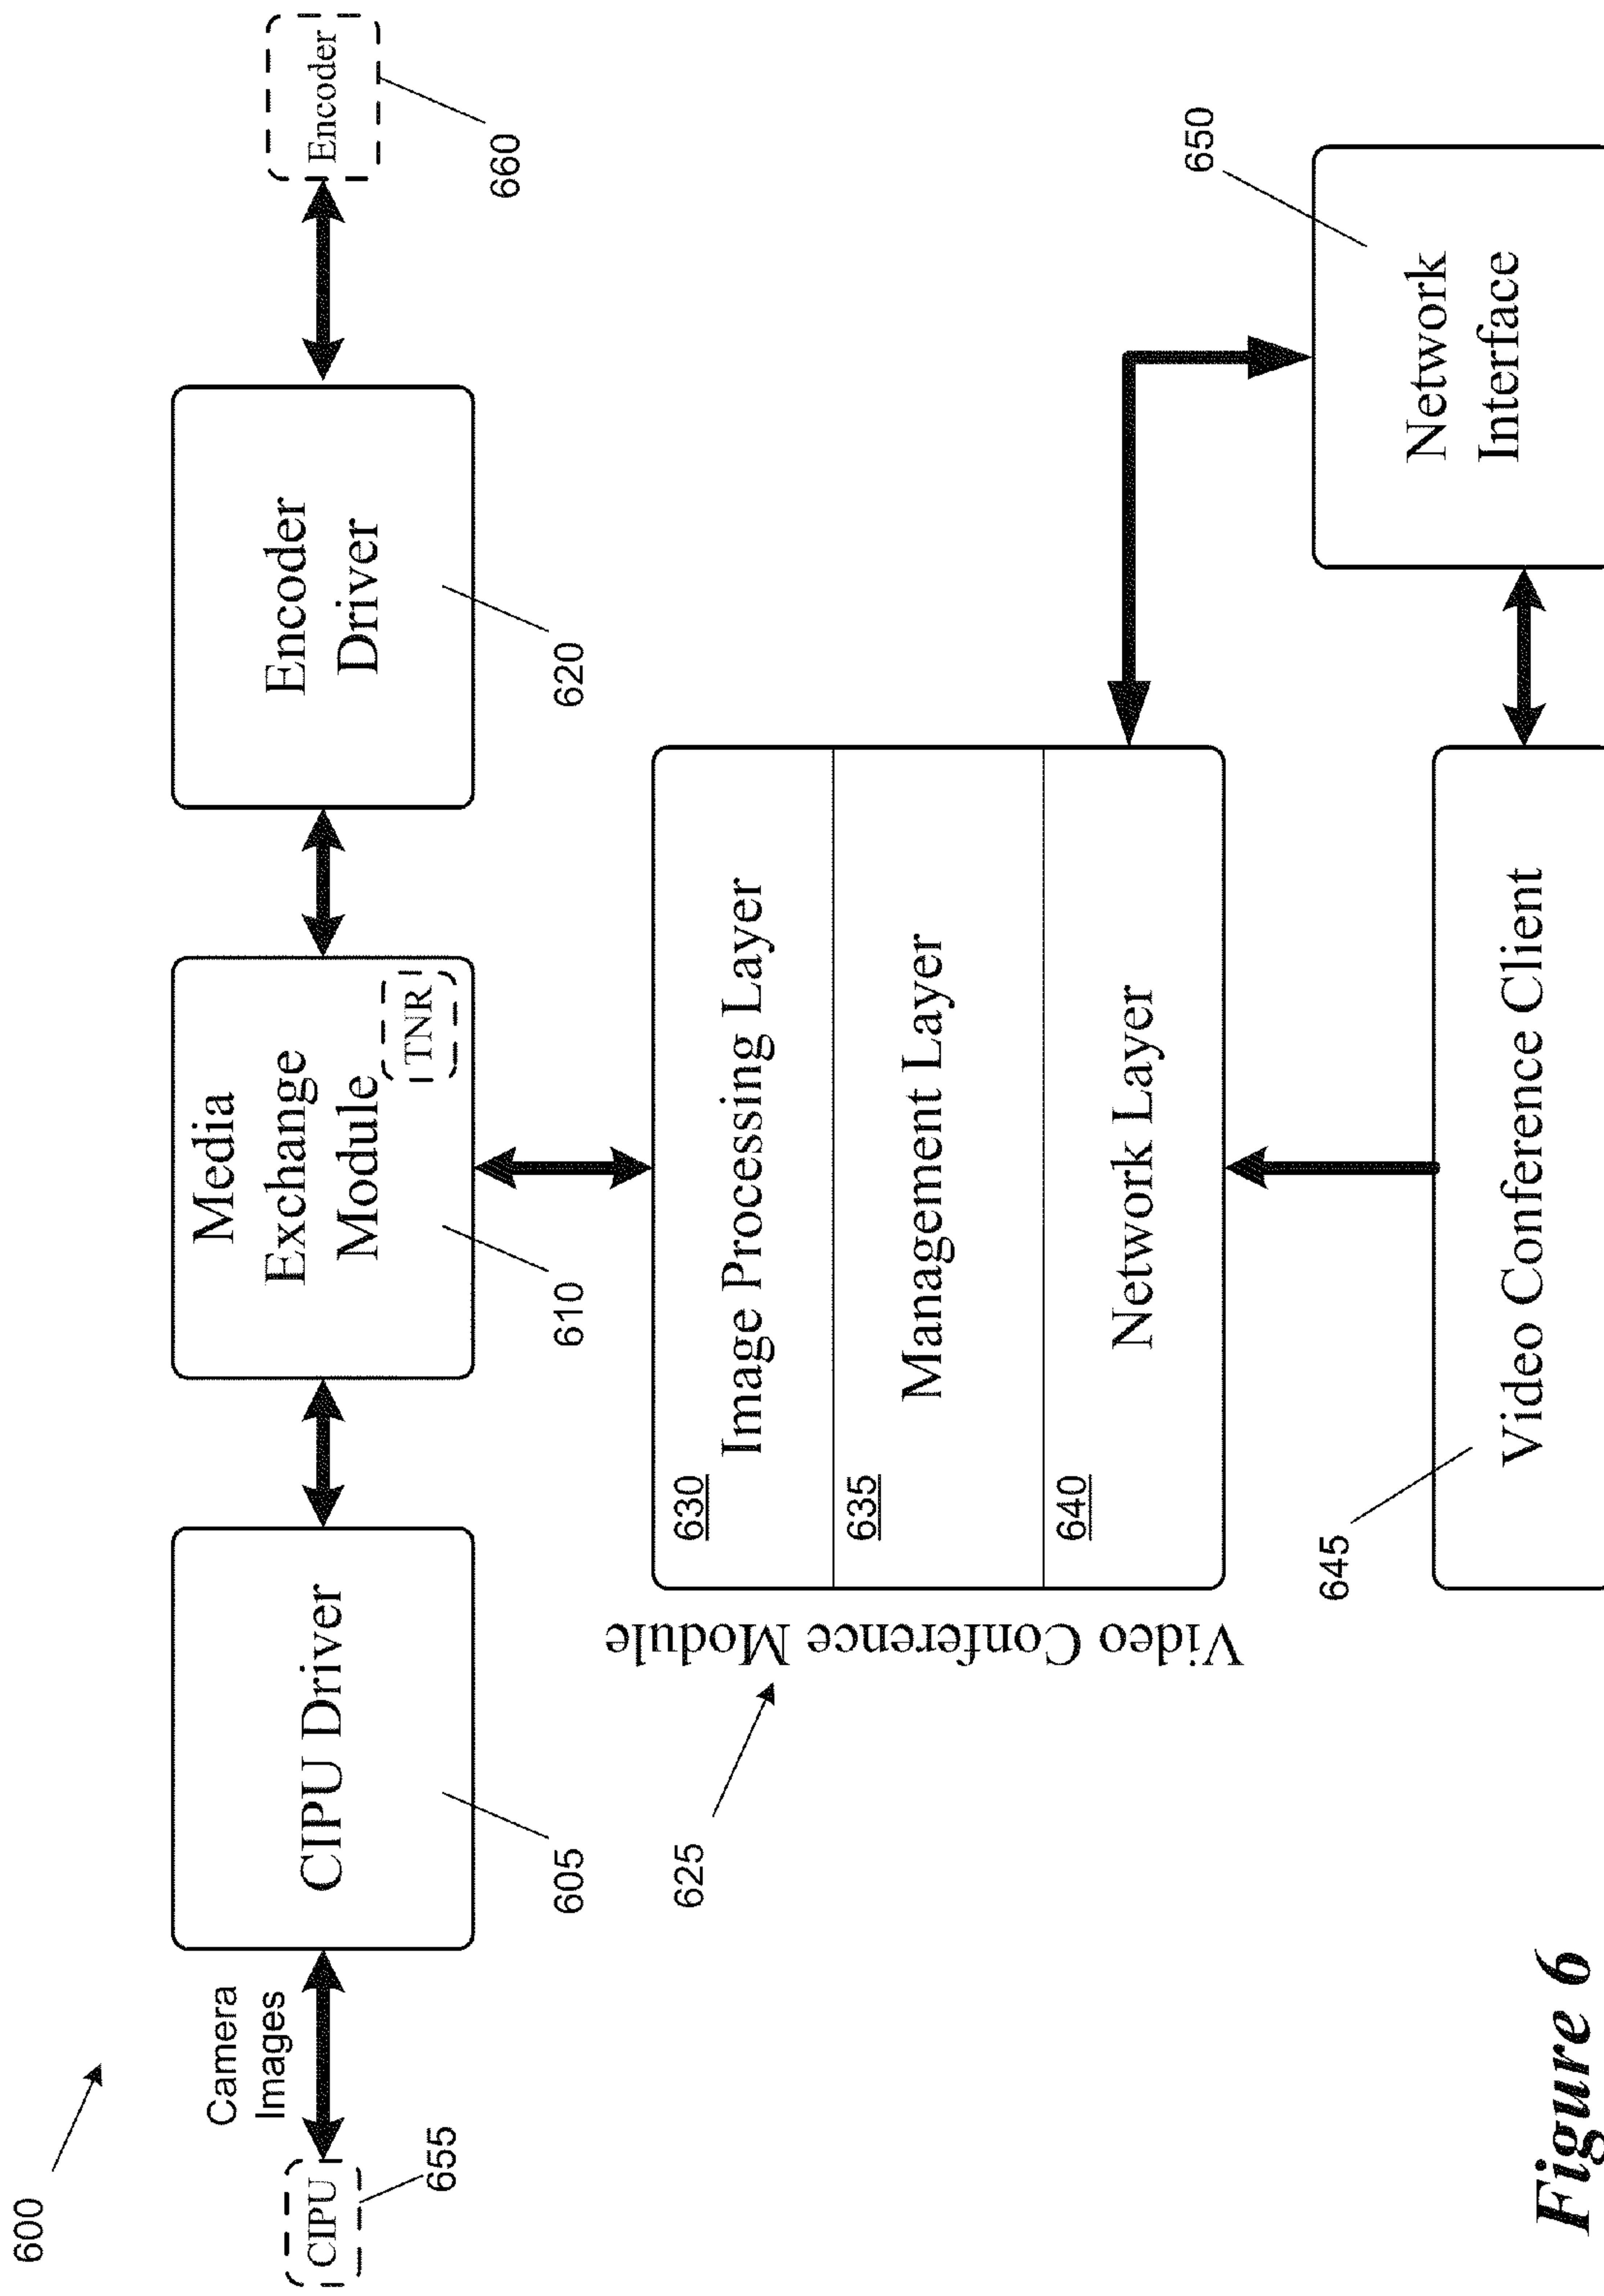 600
Camera
Images
CIPU
655
CIPU Driver
605
Media
Exchange
Module
TNR
610
Encoder
Driver
620
Encoder
660
625
Video Conference Module
630
Image Processing Layer
635
Management Layer
640
Network Layer
645
Video Conference Client
650
Network
Interface
Figure 6